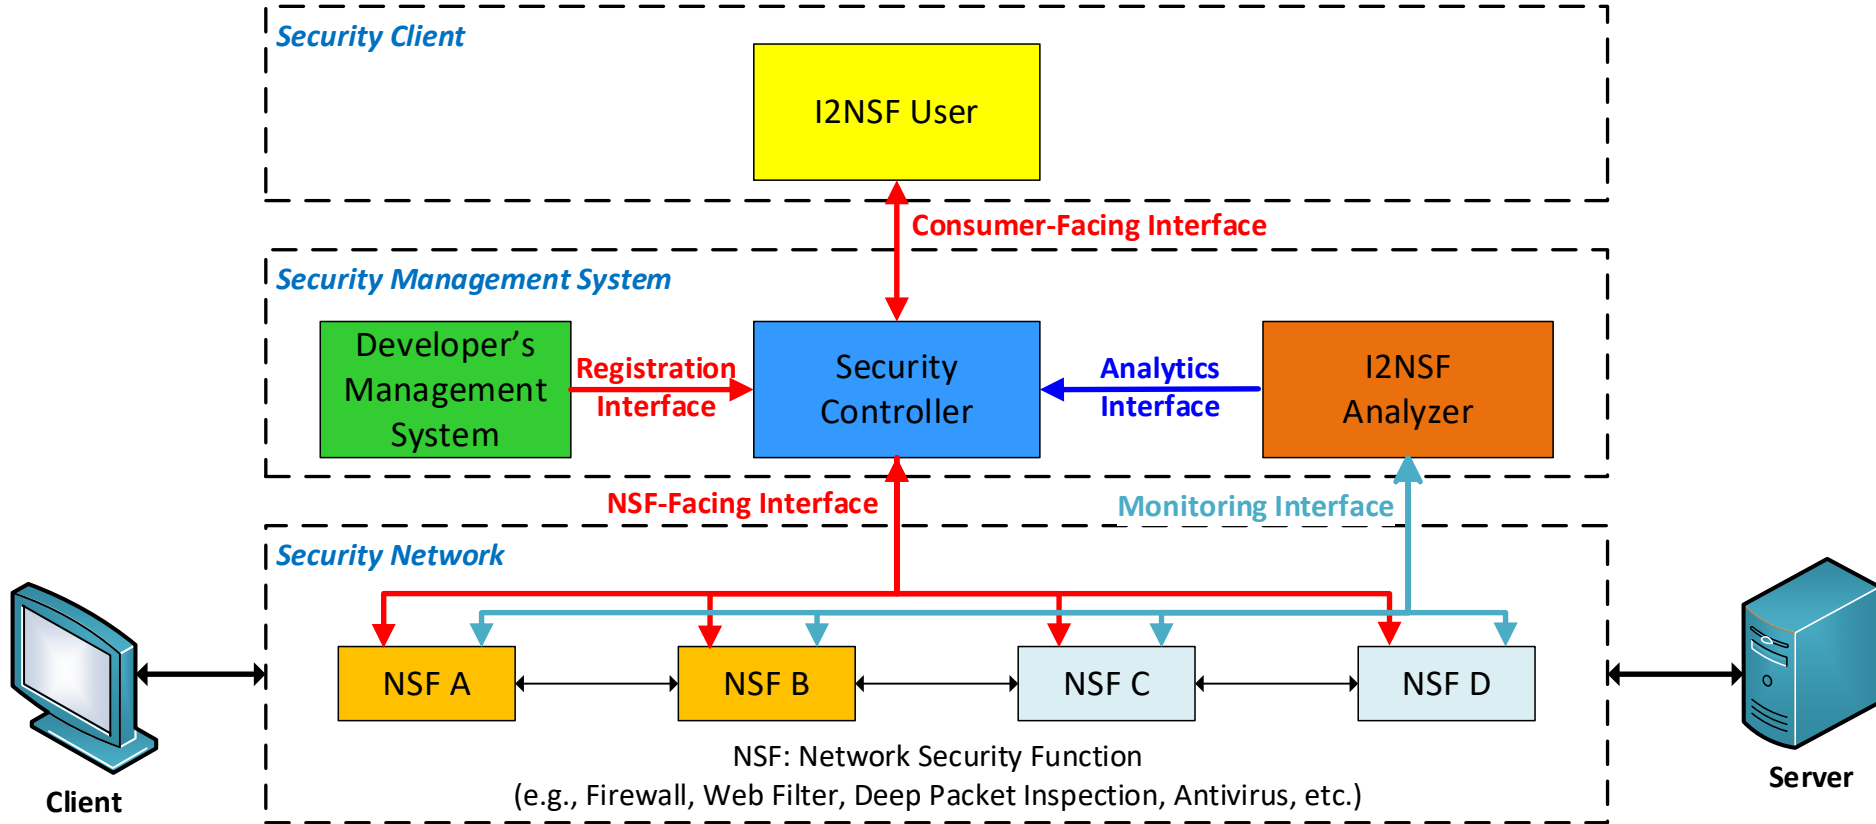 Security Client
I2NSF User
Consumer-Facing Interface
Security Management System
Developer's
Management
System
Registration
Interface
Security
Controller
Analytics
Interface
I2NSF
Analyzer
NSF-Facing Interface
Monitoring Interface
Security Network
NSF A
NSF B
NSF C
NSF D
NSF: Network Security Function
(e.g., Firewall, Web Filter, Deep Packet Inspection, Antivirus, etc.)
Client
Server